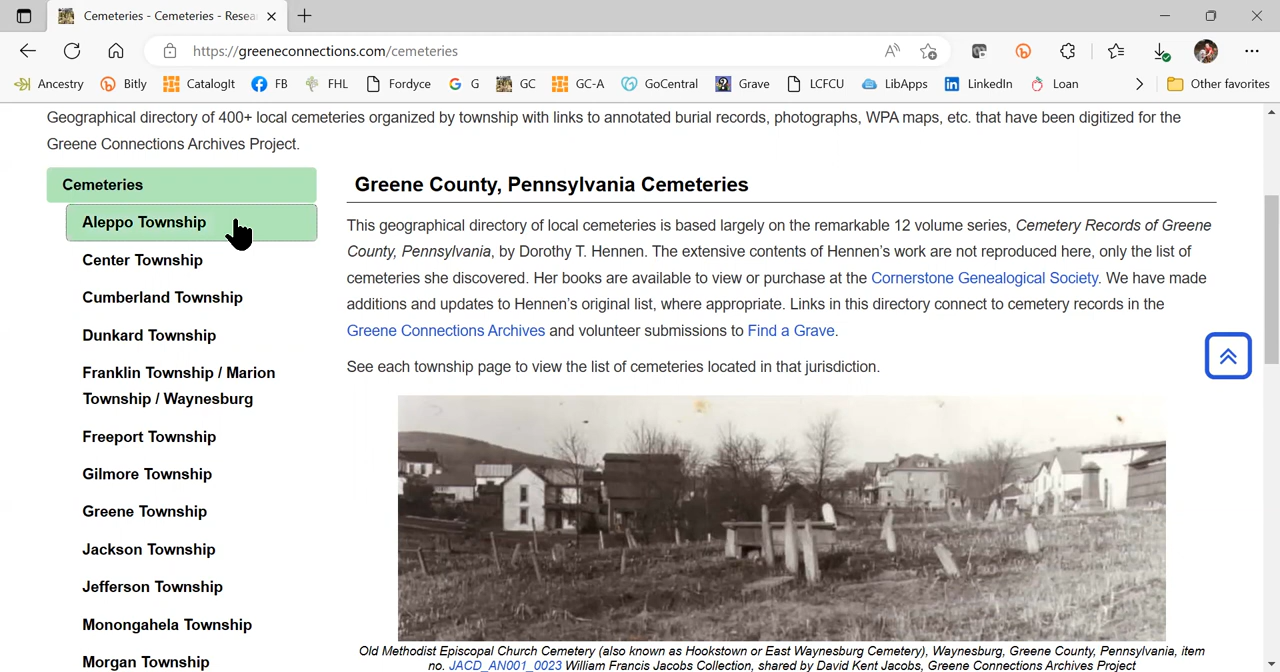 Cemeteries - Cemeteries - Resea
https://greeneconnections.com/cemeteries
Ancestry Bitly CatalogIt FB FHL Fordyce G GC GC-A GoCentral Grave LCFCU LibApps LinkedIn Loan Other favorites
Geographical directory of 400+ local cemeteries organized by township with links to annotated burial records, photographs, WPA maps, etc. that have been digitized for the
Greene Connections Archives Project.
Cemeteries
Aleppo Township
Center Township
Cumberland Township
Dunkard Township
Franklin Township / Marion
Township / Waynesburg
Freeport Township
Gilmore Township
Greene Township
Jackson Township
Jefferson Township
Monongahela Township
Morgan Township
Greene County, Pennsylvania Cemeteries
This geographical directory of local cemeteries is based largely on the remarkable 12 volume series, Cemetery Records of Greene
County, Pennsylvania, by Dorothy T. Hennen. The extensive contents of Hennen's work are not reproduced here, only the list of
cemeteries she discovered. Her books are available to view or purchase at the Cornerstone Genealogical Society. We have made
additions and updates to Hennen's original list, where appropriate. Links in this directory connect to cemetery records in the
Greene Connections Archives and volunteer submissions to Find a Grave.
See each township page to view the list of cemeteries located in that jurisdiction.
Old Methodist Episcopal Church Cemetery (also known as Hookstown or East Waynesburg Cemetery), Waynesburg, Greene County, Pennsylvania, item
no. JACD_AN001_0023 William Francis Jacobs Collection, shared by David Kent Jacobs, Greene Connections Archives Project